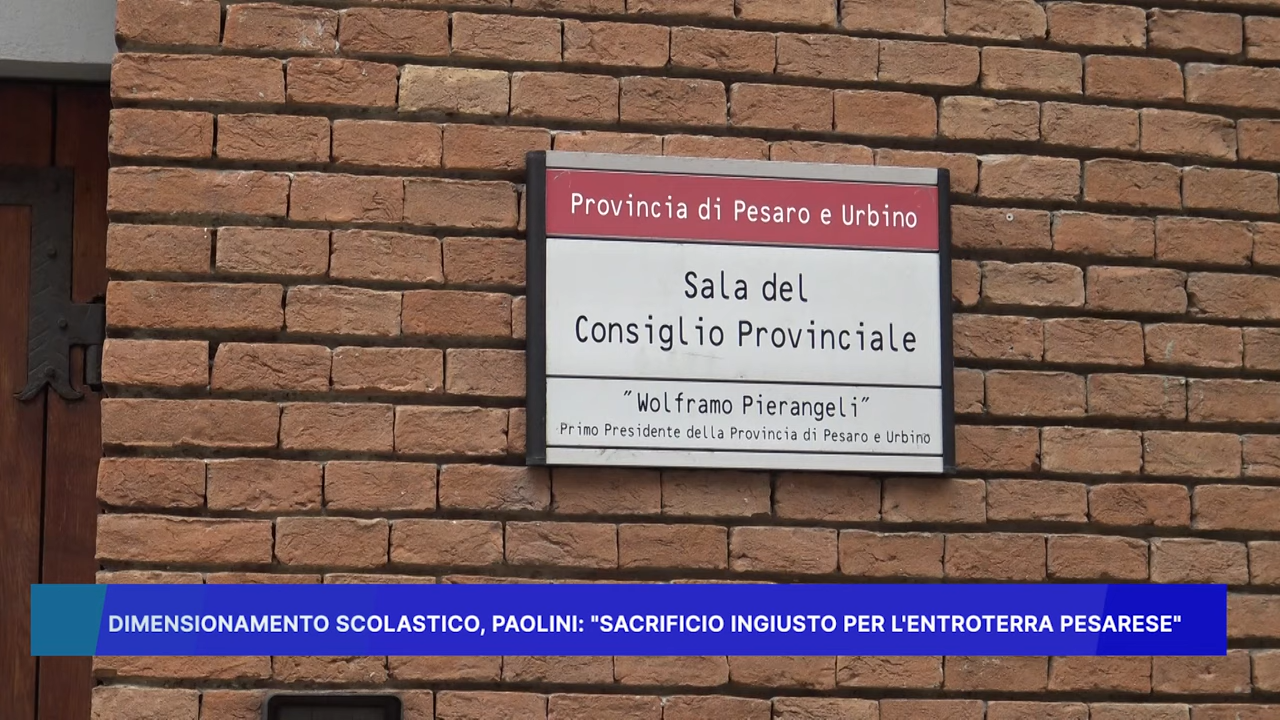 Provincia di Pesaro e Urbino
Sala del
Consiglio Provinciale
"Wolframo Pierangeli"
Primo Presidente della Provincia di Pesaro e Urbino
DIMENSIONAMENTO SCOLASTICO, PAOLINI: "SACRIFICIO INGIUSTO PER L'ENTROTERRA PESARESE"